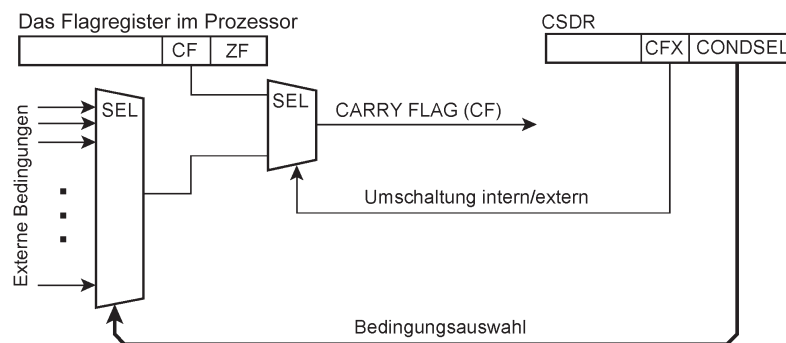 Das Flagregister im Prozessor
CSDR
CF
ZF
CFX
CONDSEL
SEL
SEL
CARRY FLAG (CF)
Externe Bedingungen
Umschaltung intern/extern
Bedingungsauswahl